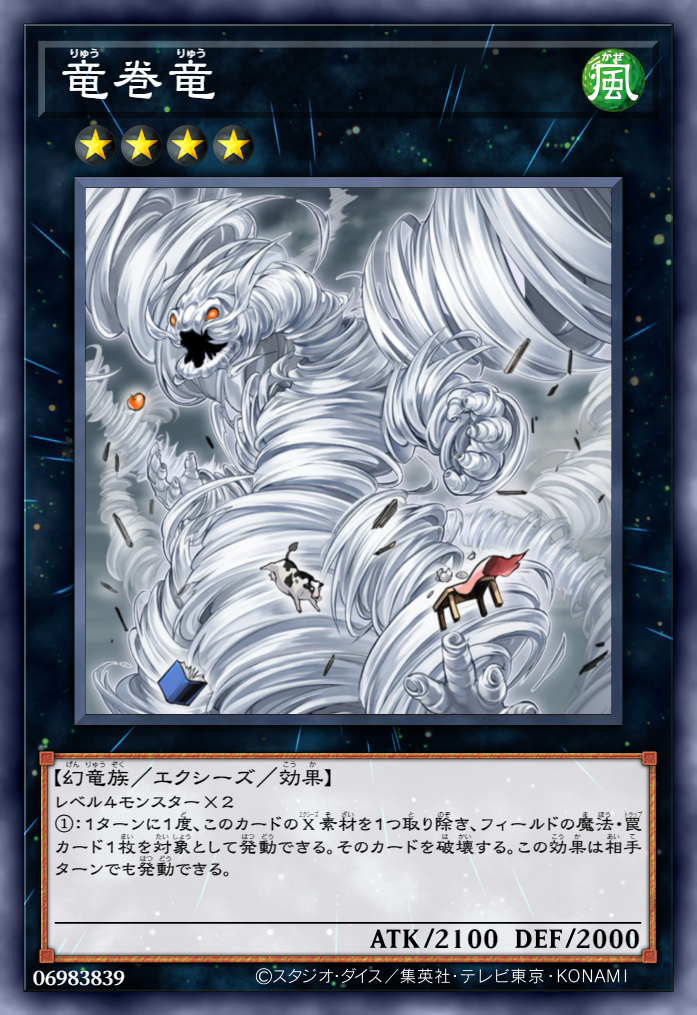 竜巻竜
風
【幻竜族／エクシーズ／効果】
レベル4モンスター×2
①：1ターンに1度、このカードのX素材を1つ取り除き、フィールドの魔法・罠
カード1枚を対象として発動できる。そのカードを破壊する。この効果は相手
ターンでも発動できる。
ATK/2100 DEF/2000
06983839
©スタジオ・ダイス／集英社・テレビ東京・KONAMI